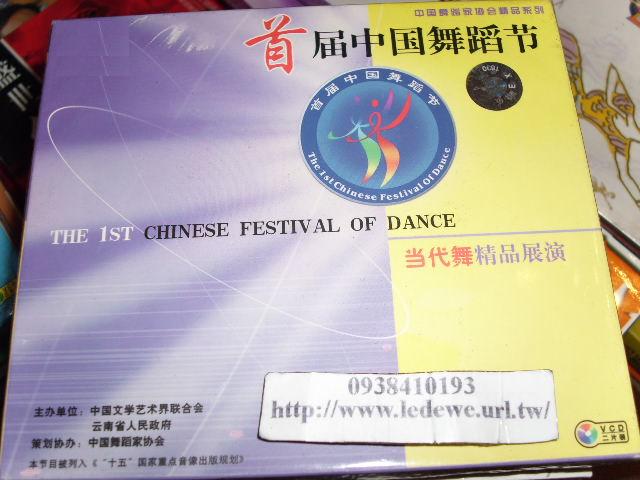 中国舞蹈家协会精品系列
首届中国舞蹈节
首届中国舞蹈节
The 1st Chinese Festival Of Dance
THE 1ST CHINESE FESTIVAL OF DANCE
当代舞精品展演
0938410193
http://www.ledewe.url.tw/
主办单位：中国文学艺术界联合会
云南省人民政府
策划协办：中国舞蹈家协会
本节目被列入《“十五”国家重点音像出版规划》
VCD
二片装